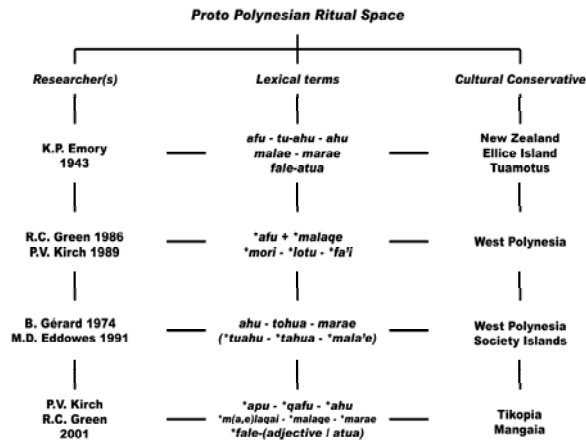 Proto Polynesian Ritual Space
Researcher(s)
Lexical terms
Cultural Conservative
K.P. Emory
1943
afu - tu-ahu - ahu
malae - marae
fale-atua
New Zealand
Ellice Island
Tuamotus
R.C. Green 1986
P.V. Kirch 1989
*afu + *malaqe
*mori - *lotu - *fa'i
West Polynesia
B. Gérard 1974
M.D. Eddowes 1991
ahu - tohua - marae
(*tuahu - *tahua - *mala'e)
West Polynesia
Society Islands
P.V. Kirch
R.C. Green
2001
*apu - *qafu - *ahu
*m(a,e)laqai - *malaqe - *marae
*fale-(adjective | atua)
Tikopia
Mangaia